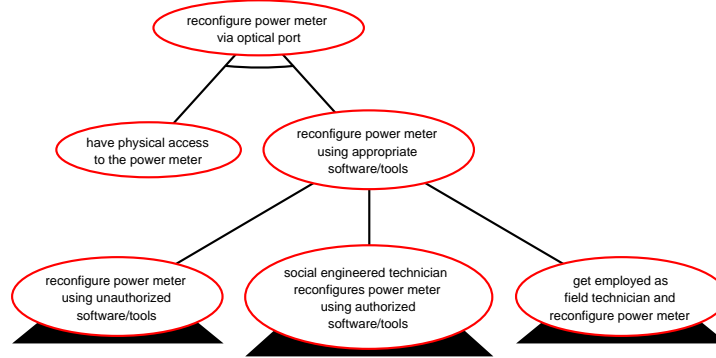 reconfigure power meter
via optical port
have physical access
to the power meter
reconfigure power meter
using appropriate
software/tools
reconfigure power meter
using unauthorized
software/tools
social engineered technician
reconfigures power meter
using authorized
software/tools
get employed as
field technician and
reconfigure power meter